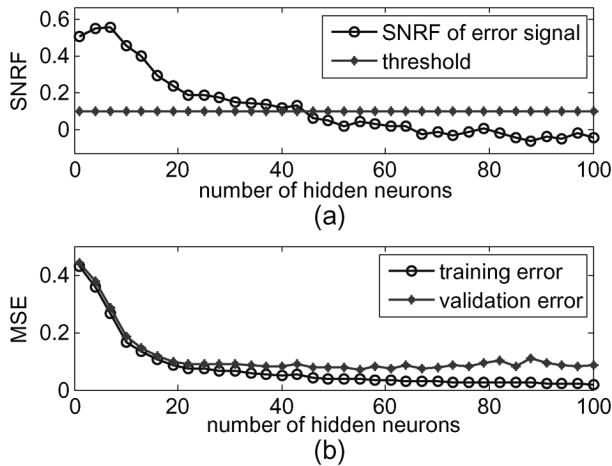 0.6
0.4
0.2
0
SNRF
SNRF of error signal
threshold
0 20 40 60 80 100
number of hidden neurons
(a)
0.4
0.2
0
MSE
training error
validation error
0 20 40 60 80 100
number of hidden neurons
(b)